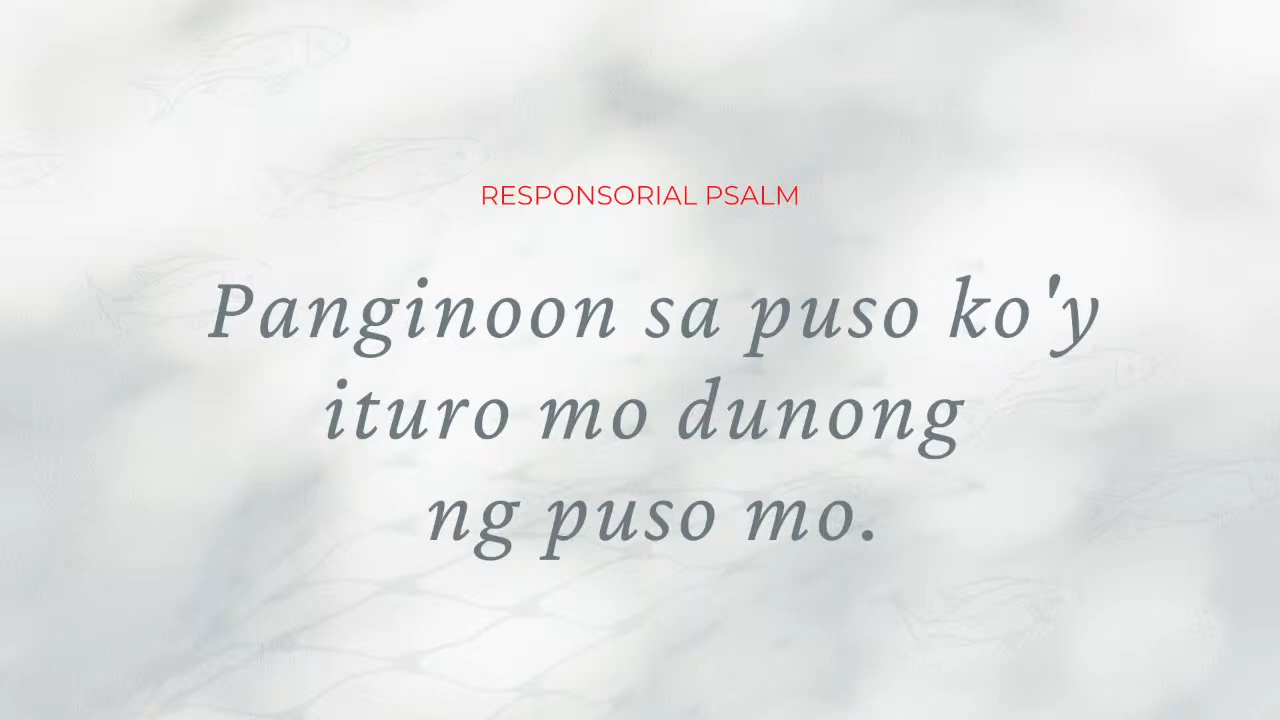 RESPONSORIAL PSALM
Panginoon sa puso ko'y
ituro mo dunong
ng puso mo.